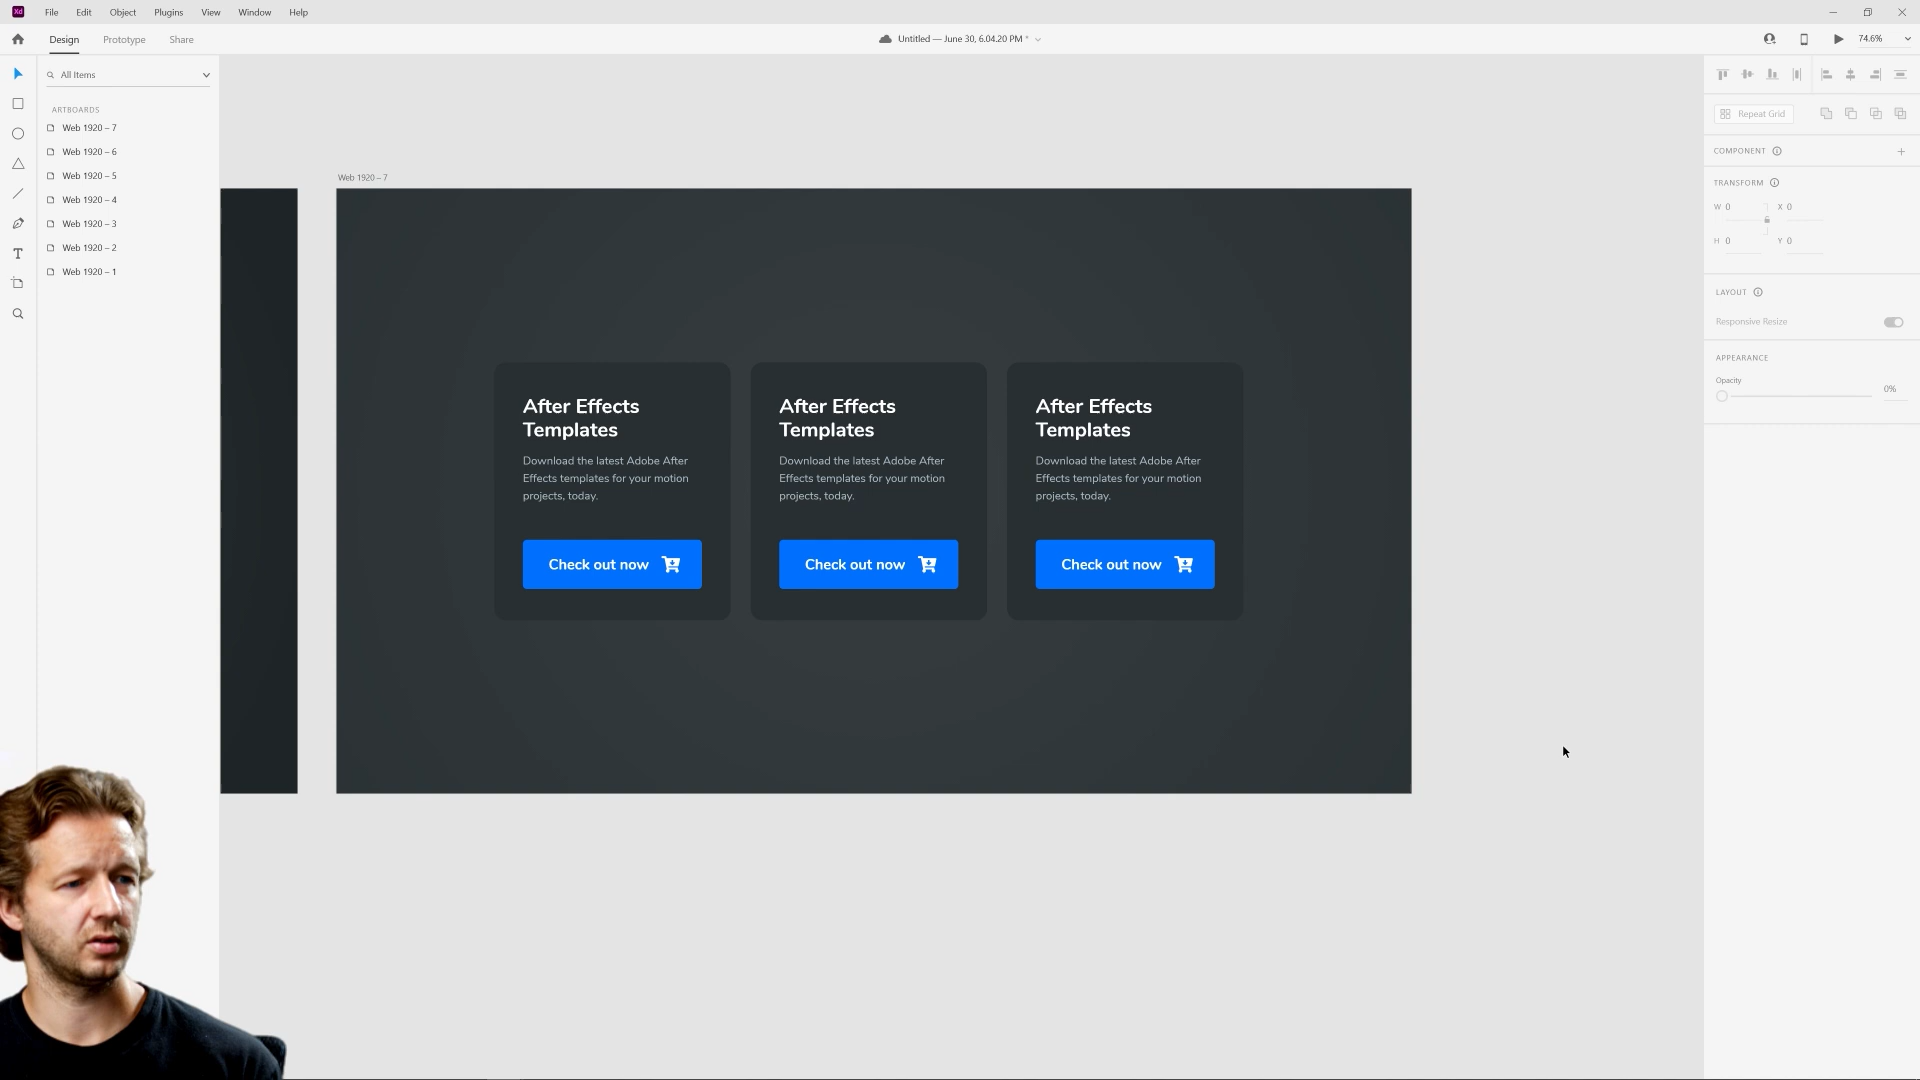 Xd File Edit Object Plugins View Window Help
Design Prototype Share
Untitled — June 30, 6.04.20 PM *
74.6%
All Items
ARTBOARDS
Web 1920 – 7
Web 1920 – 6
Web 1920 – 5
Web 1920 – 4
Web 1920 – 3
Web 1920 – 2
Web 1920 – 1
Web 1920 – 7
After Effects
Templates
Download the latest Adobe After
Effects templates for your motion
projects, today.
Check out now
After Effects
Templates
Download the latest Adobe After
Effects templates for your motion
projects, today.
Check out now
After Effects
Templates
Download the latest Adobe After
Effects templates for your motion
projects, today.
Check out now
Repeat Grid
COMPONENT
TRANSFORM
W 0 X 0
H 0 Y 0
LAYOUT
Responsive Resize
APPEARANCE
Opacity
0%